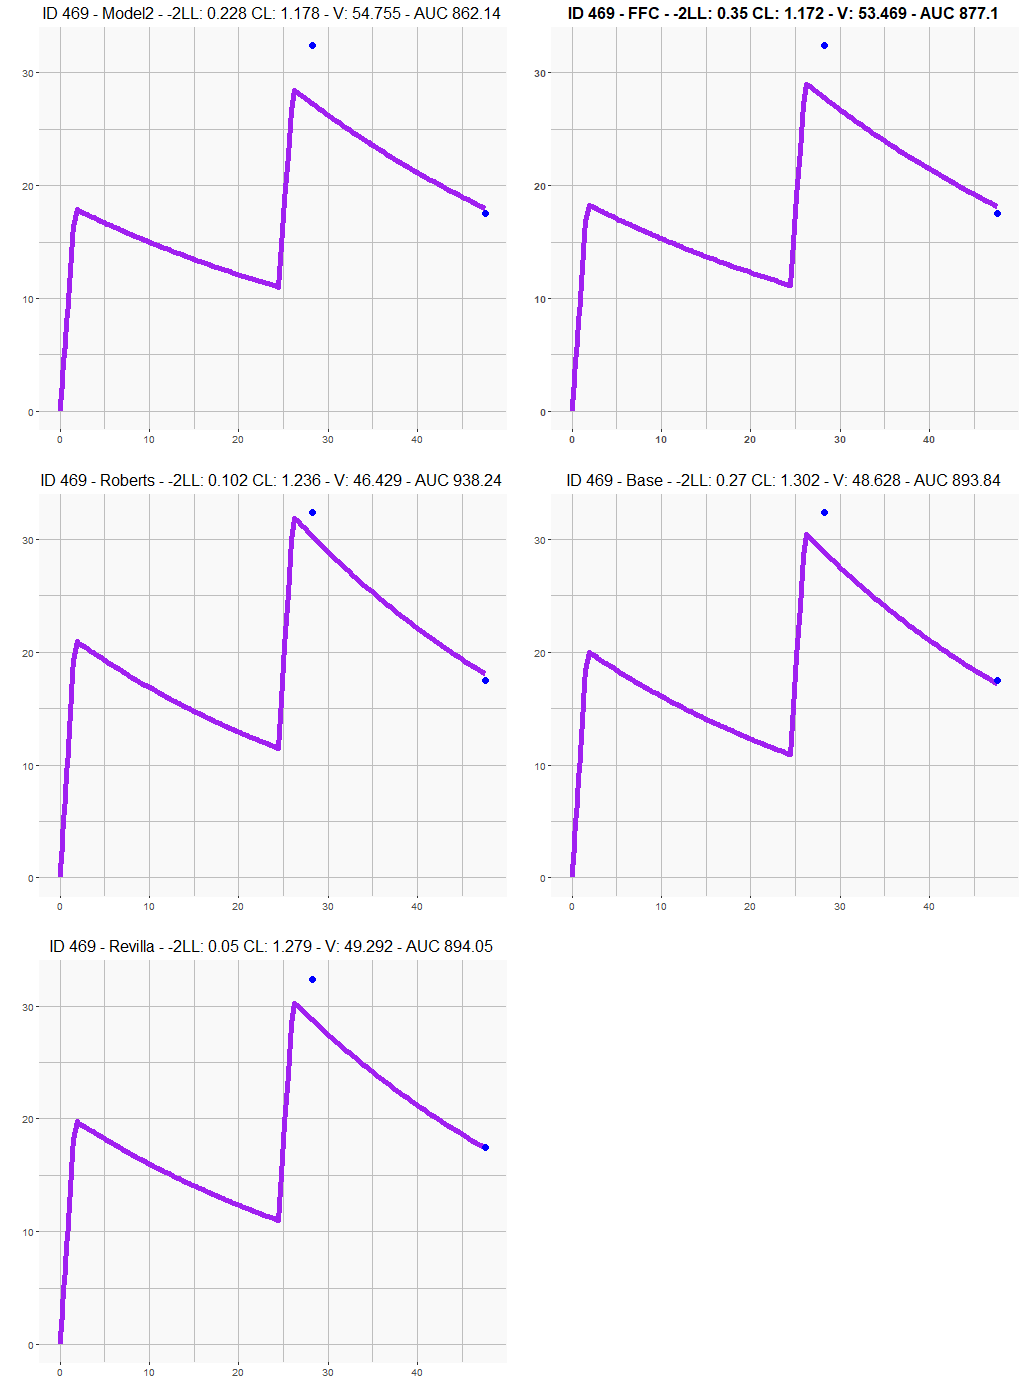 ID 469 - Model2 - -2LL: 0.228 CL: 1.178 - V: 54.755 - AUC 862.14
30
20
10
0
0 10 20 30 40
ID 469 - FFC - -2LL: 0.35 CL: 1.172 - V: 53.469 - AUC 877.1
30
20
10
0
0 10 20 30 40
ID 469 - Roberts - -2LL: 0.102 CL: 1.236 - V: 46.429 - AUC 938.24
30
20
10
0
0 10 20 30 40
ID 469 - Base - -2LL: 0.27 CL: 1.302 - V: 48.628 - AUC 893.84
30
20
10
0
0 10 20 30 40
ID 469 - Revilla - -2LL: 0.05 CL: 1.279 - V: 49.292 - AUC 894.05
30
20
10
0
0 10 20 30 40